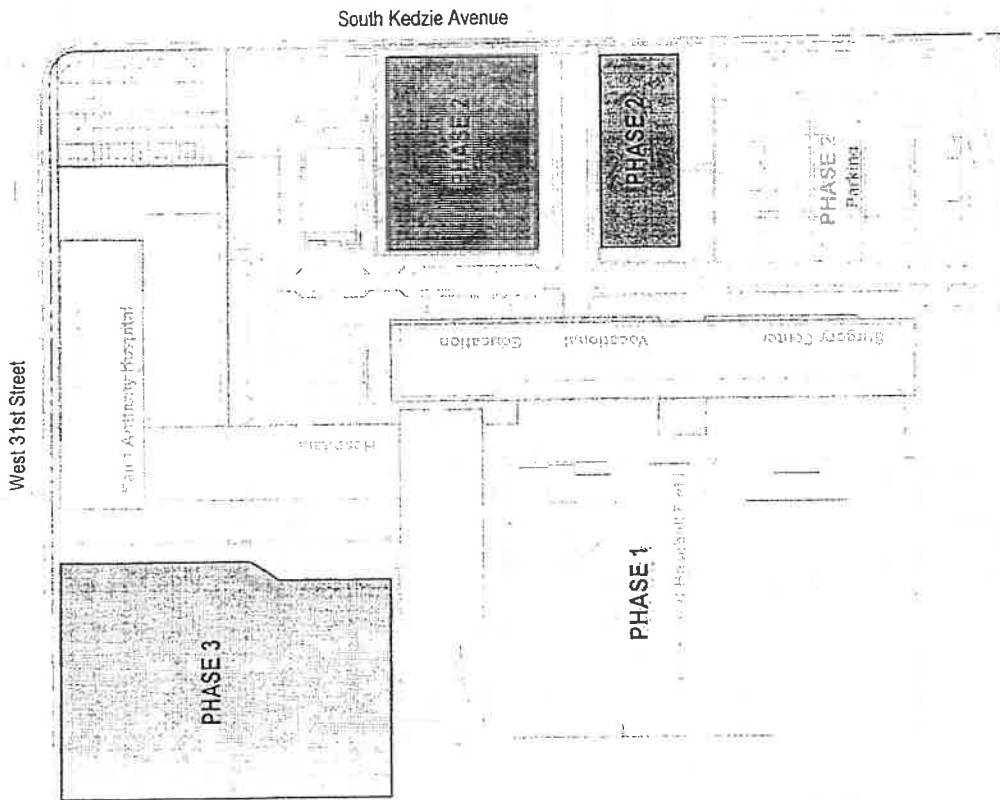 South Kedzie Avenue
West 31st Street
PHASE 2
PHASE 2
PHASE 2
Parking
Saint Anthony Hospital
Education
Vocational
Surgery Center
Hospital
PHASE 1
PHASE 3